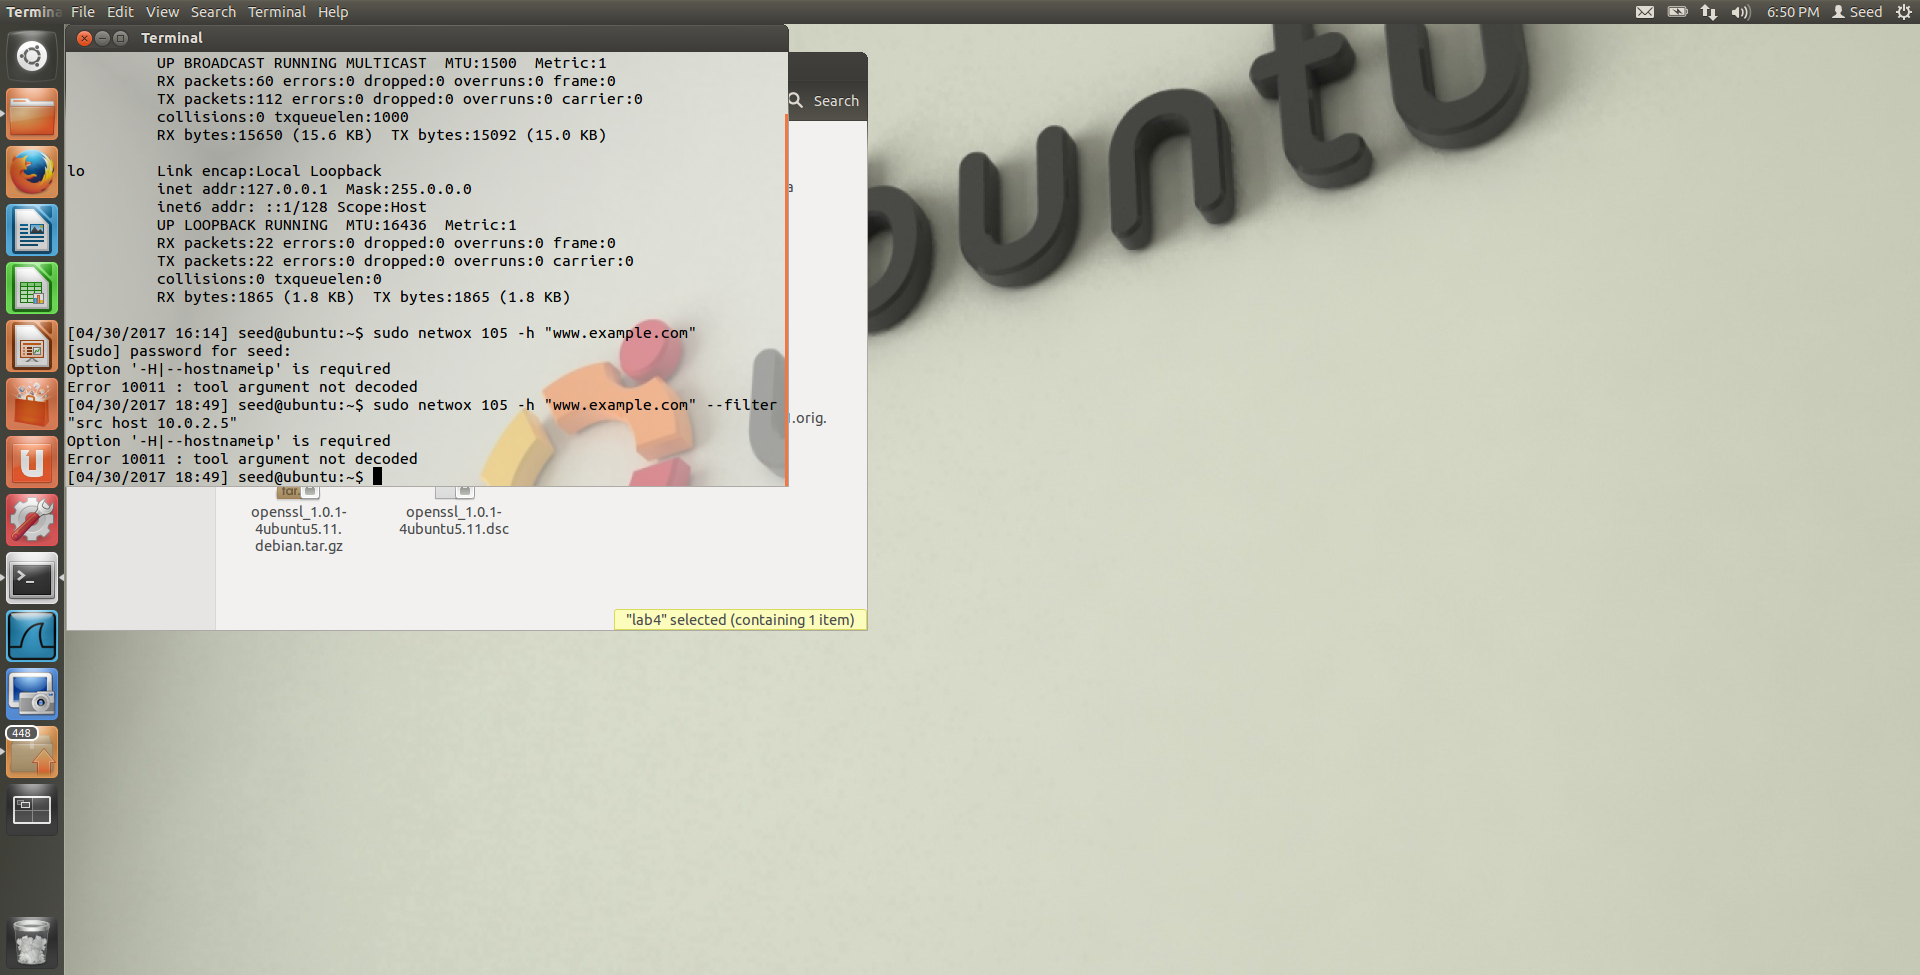 Termina File Edit View Search Terminal Help
6:50 PM Seed
Terminal
UP BROADCAST RUNNING MULTICAST  MTU:1500  Metric:1
RX packets:60 errors:0 dropped:0 overruns:0 frame:0
TX packets:112 errors:0 dropped:0 overruns:0 carrier:0
collisions:0 txqueuelen:1000
RX bytes:15650 (15.6 KB)  TX bytes:15092 (15.0 KB)
lo        Link encap:Local Loopback
inet addr:127.0.0.1  Mask:255.0.0.0
inet6 addr: ::1/128 Scope:Host
UP LOOPBACK RUNNING  MTU:16436  Metric:1
RX packets:22 errors:0 dropped:0 overruns:0 frame:0
TX packets:22 errors:0 dropped:0 overruns:0 carrier:0
collisions:0 txqueuelen:0
RX bytes:1865 (1.8 KB)  TX bytes:1865 (1.8 KB)
[04/30/2017 16:14] seed@ubuntu:~$ sudo netwox 105 -h "www.example.com"
[sudo] password for seed:
Option '-H|--hostnameip' is required
Error 10011 : tool argument not decoded
[04/30/2017 18:49] seed@ubuntu:~$ sudo netwox 105 -h "www.example.com" --filter
"src host 10.0.2.5"
Option '-H|--hostnameip' is required
Error 10011 : tool argument not decoded
[04/30/2017 18:49] seed@ubuntu:~$
Search
a
.orig.
tar.
openssl_1.0.1-
4ubuntu5.11.
debian.tar.gz
openssl_1.0.1-
4ubuntu5.11.dsc
"lab4" selected (containing 1 item)
448
ubuntu